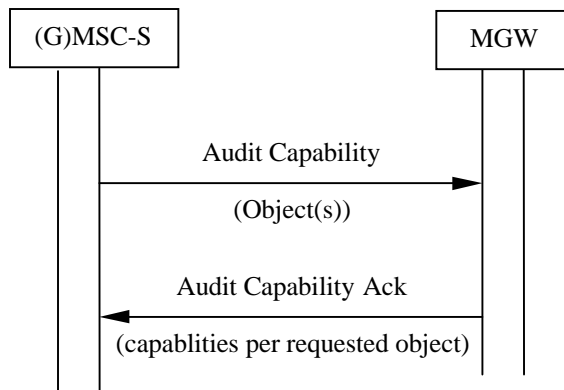 (G)MSC-S
MGW
Audit Capability
(Object(s))
Audit Capability Ack
(capablities per requested object)